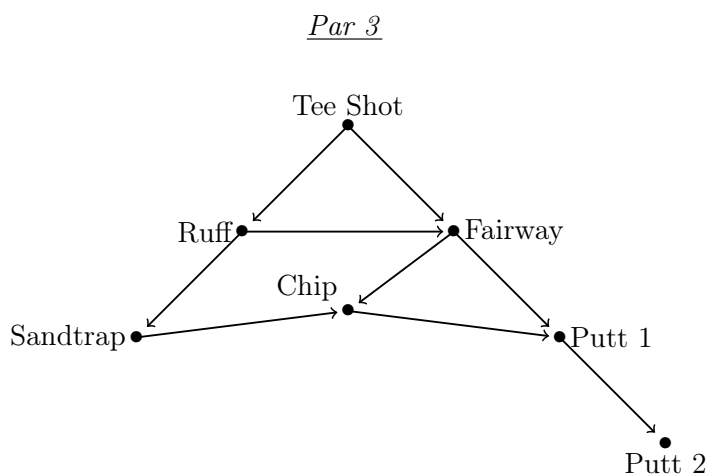 Par 3
Tee Shot
Ruff
Fairway
Chip
Sandtrap
Putt 1
Putt 2